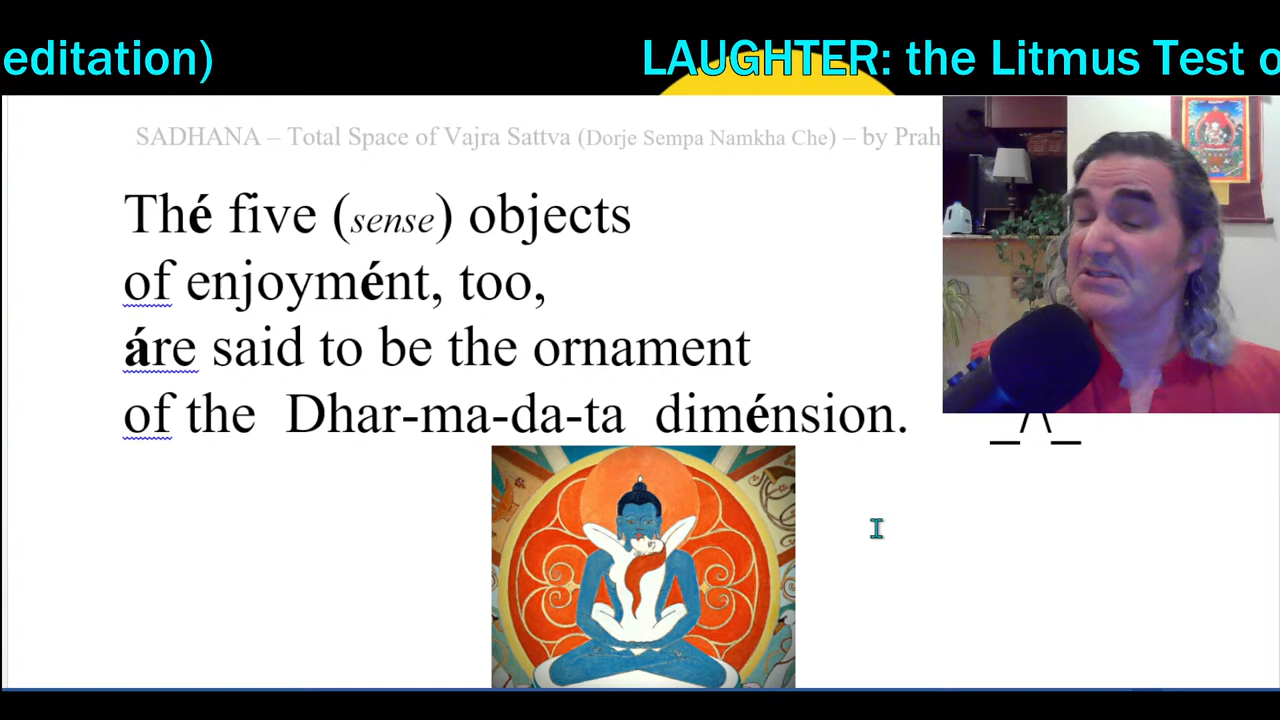 editation) LAUGHTER: the Litmus Test o
SADHANA – Total Space of Vajra Sattva (Dorje Sempa Namkha Che) – by Prah
Thé five (sense) objects
of enjoymént, too,
áre said to be the ornament
of the Dhar-ma-da-ta diménsion.